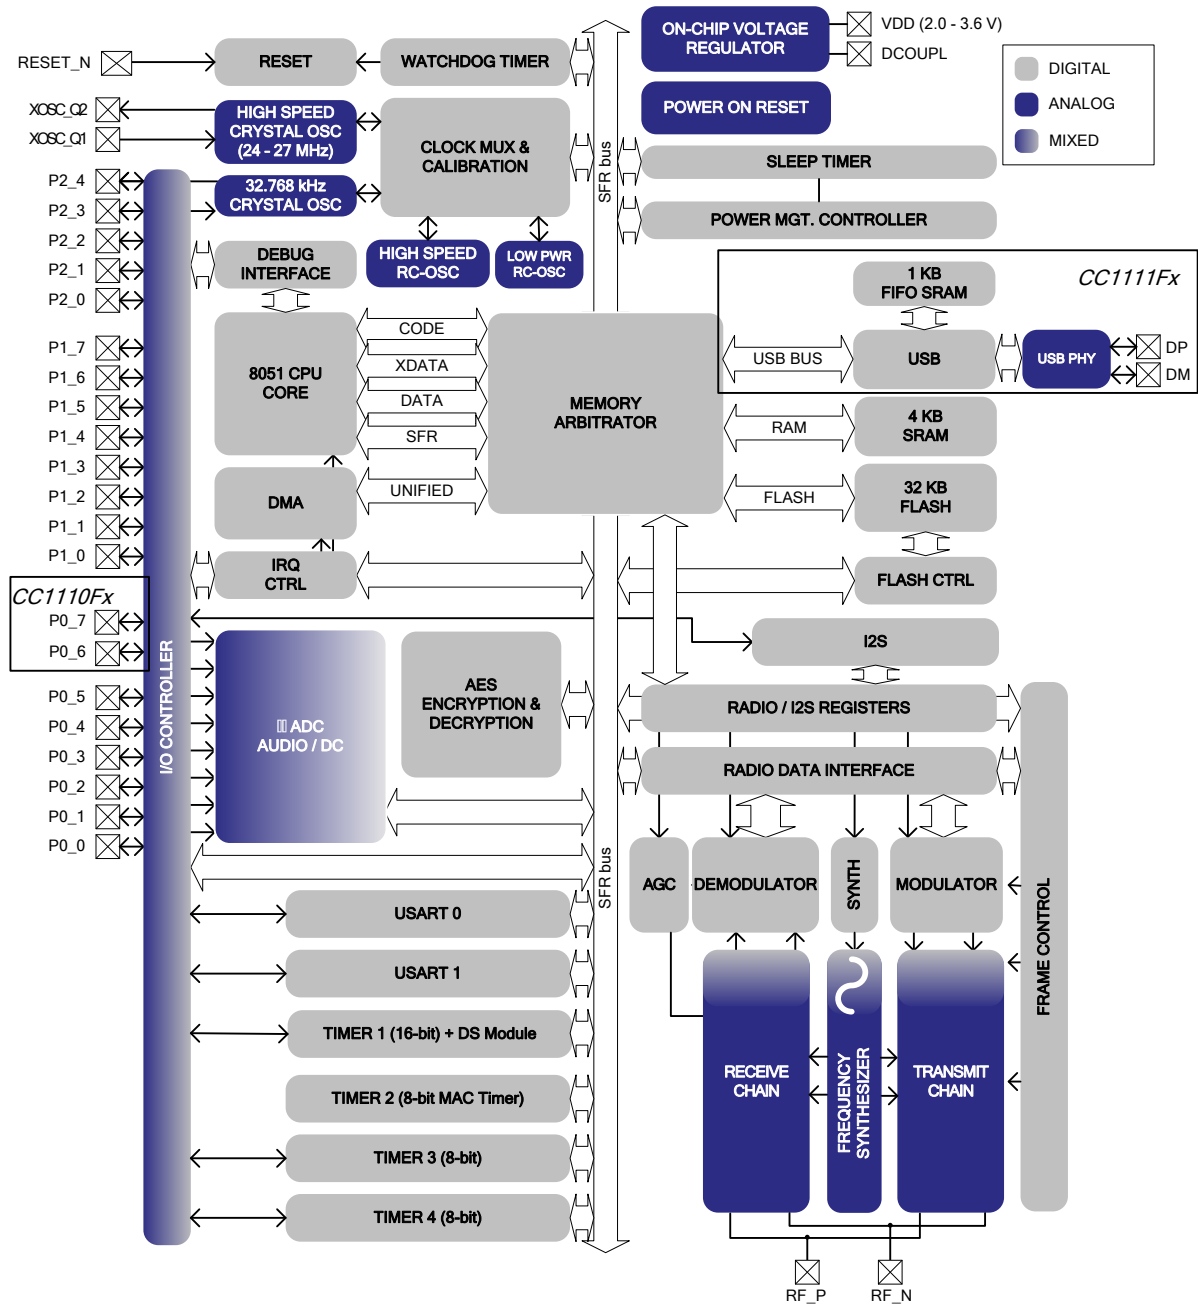 ON-CHIP VOLTAGE
REGULATOR
VDD (2.0 - 3.6 V)
DCOUPL
DIGITAL
ANALOG
MIXED
RESET_N
RESET
WATCHDOG TIMER
POWER ON RESET
XOSC_Q2
XOSC_Q1
HIGH SPEED
CRYSTAL OSC
(24 - 27 MHz)
CLOCK MUX &
CALIBRATION
SFR bus
SLEEP TIMER
P2_4
P2_3
P2_2
P2_1
P2_0
32.768 kHz
CRYSTAL OSC
POWER MGT. CONTROLLER
DEBUG
INTERFACE
HIGH SPEED
RC-OSC
LOW PWR
RC-OSC
1 KB
FIFO SRAM
CC1111Fx
P1_7
P1_6
P1_5
P1_4
P1_3
P1_2
P1_1
P1_0
8051 CPU
CORE
CODE
XDATA
DATA
SFR
MEMORY
ARBITRATOR
USB BUS
USB
USB PHY
DP
DM
RAM
4 KB
SRAM
DMA
UNIFIED
FLASH
32 KB
FLASH
IRQ
CTRL
FLASH CTRL
CC1110Fx
P0_7
P0_6
P0_5
P0_4
P0_3
P0_2
P0_1
P0_0
I/O CONTROLLER
I2S
ADC
AUDIO / DC
AES
ENCRYPTION &
DECRYPTION
RADIO / I2S REGISTERS
RADIO DATA INTERFACE
SFR bus
AGC
DEMODULATOR
SYNTH
MODULATOR
FRAME CONTROL
USART 0
USART 1
TIMER 1 (16-bit) + DS Module
TIMER 2 (8-bit MAC Timer)
TIMER 3 (8-bit)
TIMER 4 (8-bit)
RECEIVE
CHAIN
FREQUENCY
SYNTHESIZER
TRANSMIT
CHAIN
RF_P
RF_N